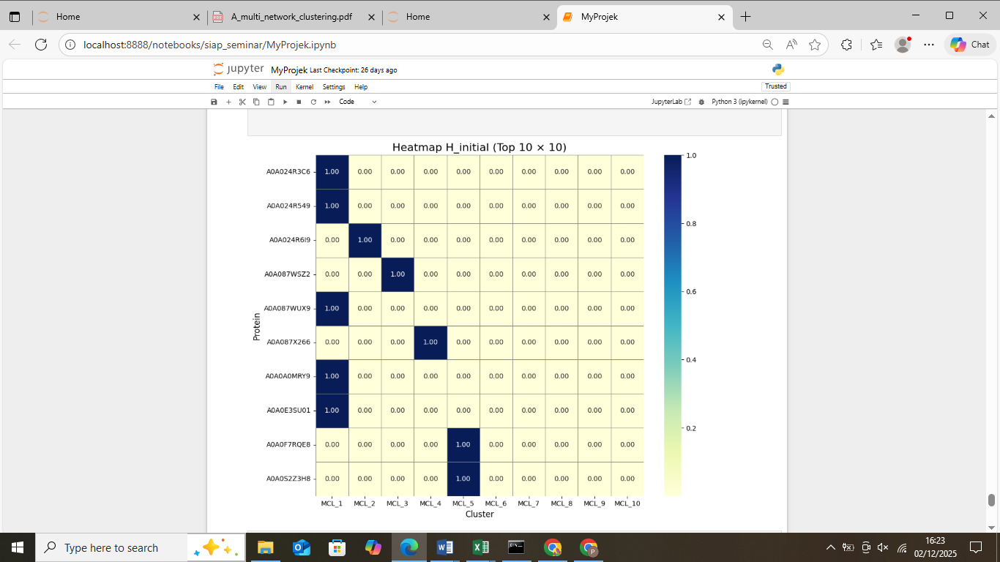 Home
A_multi_network_clustering.pdf
Home
MyProjek
localhost:8888/notebooks/siap_seminar/MyProjek.ipynb
Chat
jupyter MyProjek Last Checkpoint: 26 days ago
File Edit View Run Kernel Settings Help
Trusted
Code
JupyterLab
Python 3 (ipykernel)
Heatmap H_initial (Top 10 × 10)
A0A024R3C6 1.00 0.00 0.00 0.00 0.00 0.00 0.00 0.00 0.00 0.00
A0A024R549 1.00 0.00 0.00 0.00 0.00 0.00 0.00 0.00 0.00 0.00
A0A024R6I9 0.00 1.00 0.00 0.00 0.00 0.00 0.00 0.00 0.00 0.00
A0A087WSZ2 0.00 0.00 1.00 0.00 0.00 0.00 0.00 0.00 0.00 0.00
A0A087WUX9 1.00 0.00 0.00 0.00 0.00 0.00 0.00 0.00 0.00 0.00
A0A087X266 0.00 0.00 0.00 1.00 0.00 0.00 0.00 0.00 0.00 0.00
A0A0A0MRY9 1.00 0.00 0.00 0.00 0.00 0.00 0.00 0.00 0.00 0.00
A0A0E3SU01 1.00 0.00 0.00 0.00 0.00 0.00 0.00 0.00 0.00 0.00
A0A0F7RQE8 0.00 0.00 0.00 0.00 1.00 0.00 0.00 0.00 0.00 0.00
A0A0S2Z3H8 0.00 0.00 0.00 0.00 1.00 0.00 0.00 0.00 0.00 0.00
Protein
MCL_1 MCL_2 MCL_3 MCL_4 MCL_5 MCL_6 MCL_7 MCL_8 MCL_9 MCL_10
Cluster
1.0
0.8
0.6
0.4
0.2
Type here to search
16:23
02/12/2025